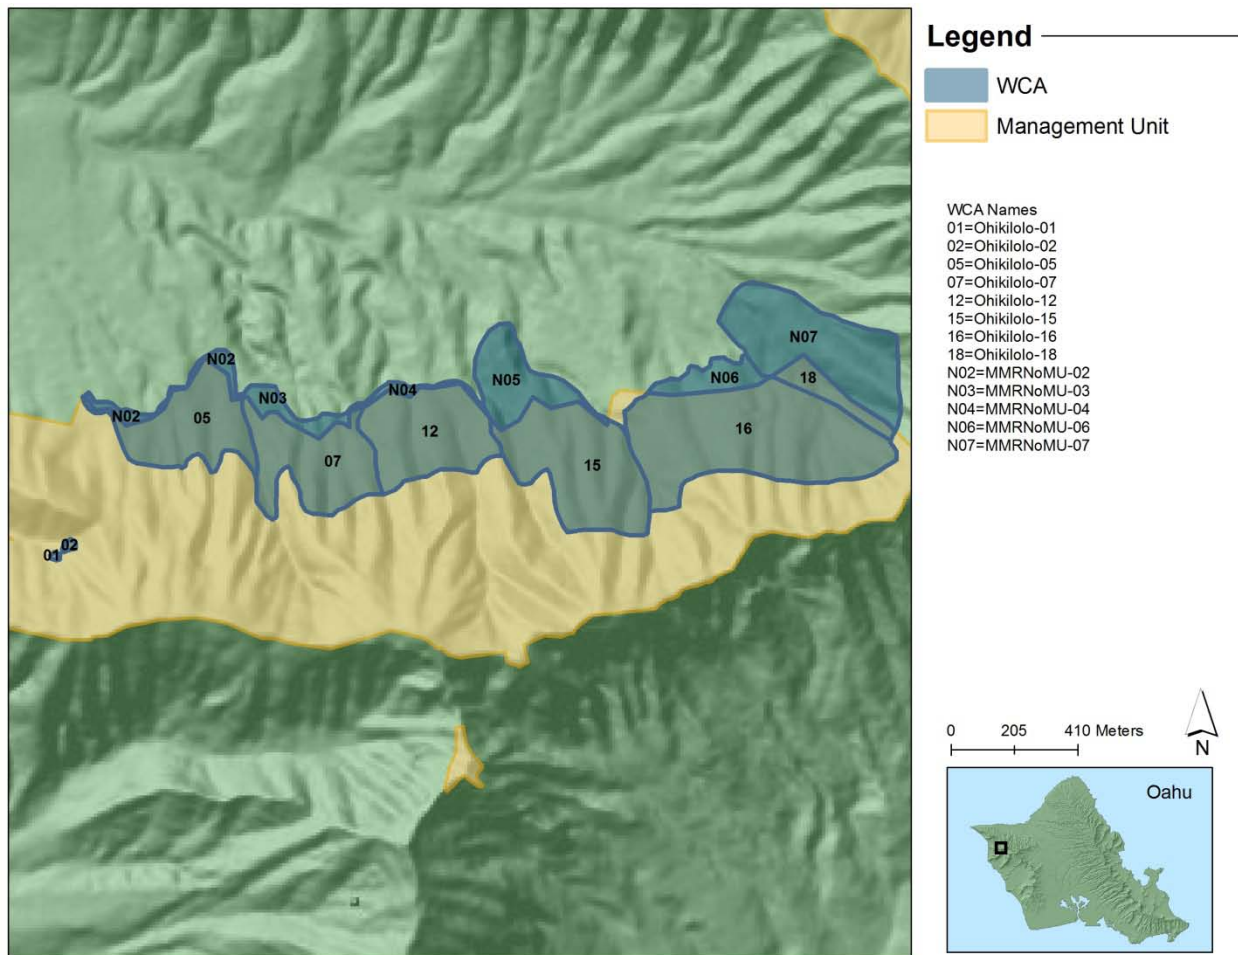 Legend
WCA
Management Unit
WCA Names
01=Ohikilolo-01
02=Ohikilolo-02
05=Ohikilolo-05
07=Ohikilolo-07
12=Ohikilolo-12
15=Ohikilolo-15
16=Ohikilolo-16
18=Ohikilolo-18
N02=MMRNoMU-02
N03=MMRNoMU-03
N04=MMRNoMU-04
N06=MMRNoMU-06
N07=MMRNoMU-07
N07
N02
N05
N06
18
N04
N03
N02
05
12
16
07
15
02
01
0 205 410 Meters
N
Oahu